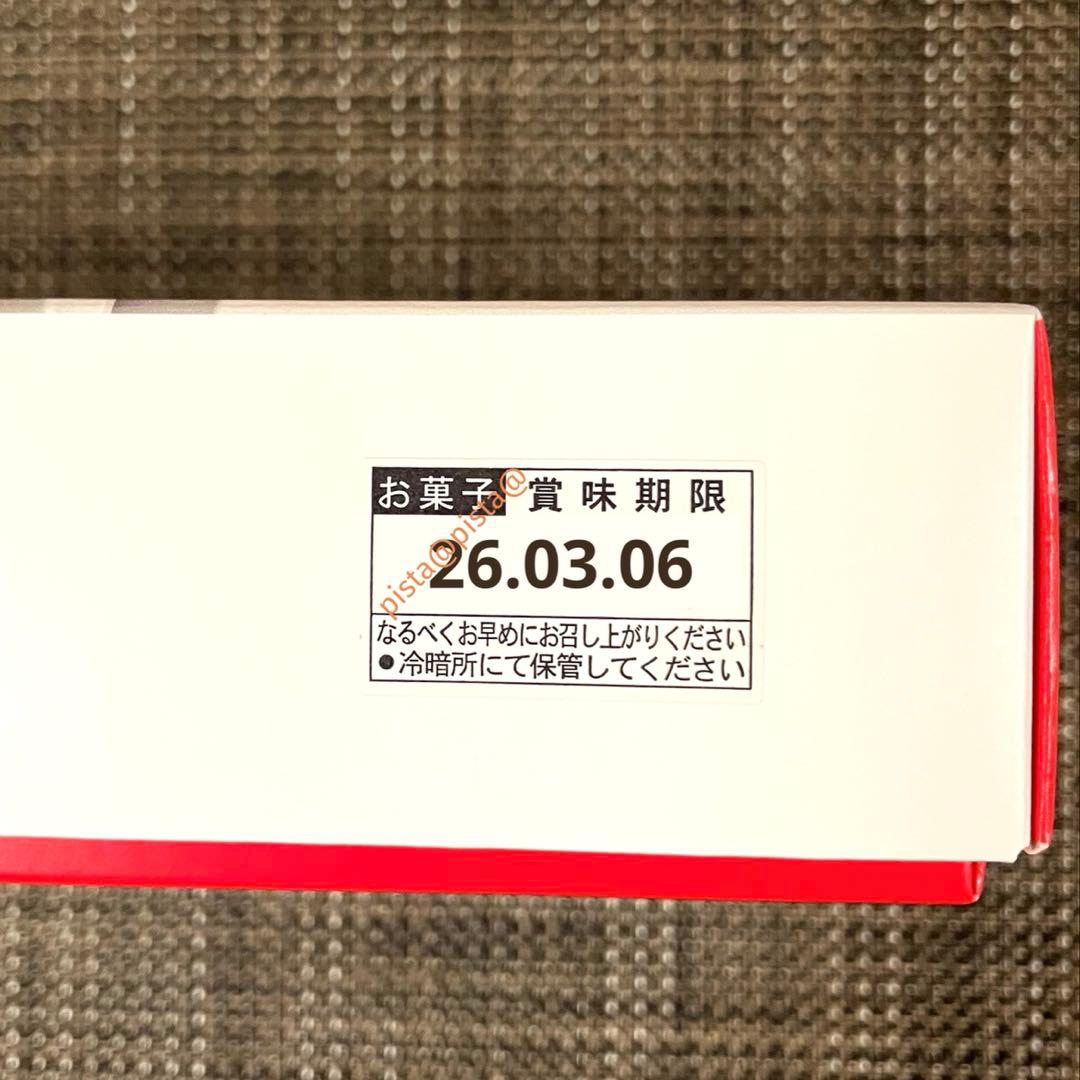 お菓子 賞味期限
26.03.06
なるべくお早めにお召し上がりください
●冷暗所にて保管してください
pista@pista@